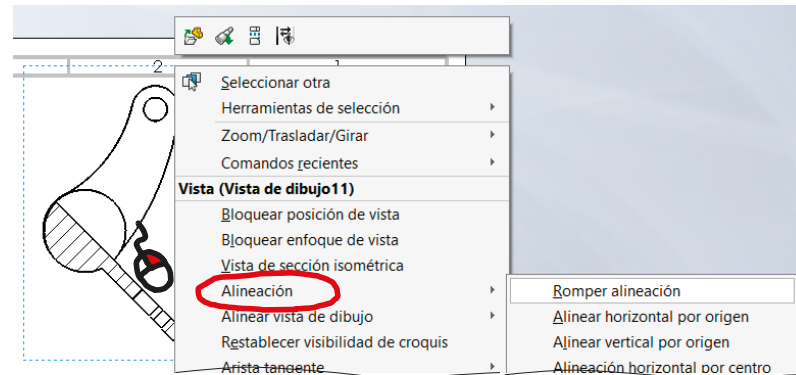 2
1
Seleccionar otra
Herramientas de selección
Zoom/Trasladar/Girar
Comandos recientes
Vista (Vista de dibujo11)
Bloquear posición de vista
Bloquear enfoque de vista
Vista de sección isométrica
Alineación
Alinear vista de dibujo
Restablecer visibilidad de croquis
Arista tangente
Romper alineación
Alinear horizontal por origen
Alinear vertical por origen
Alineación horizontal por centro